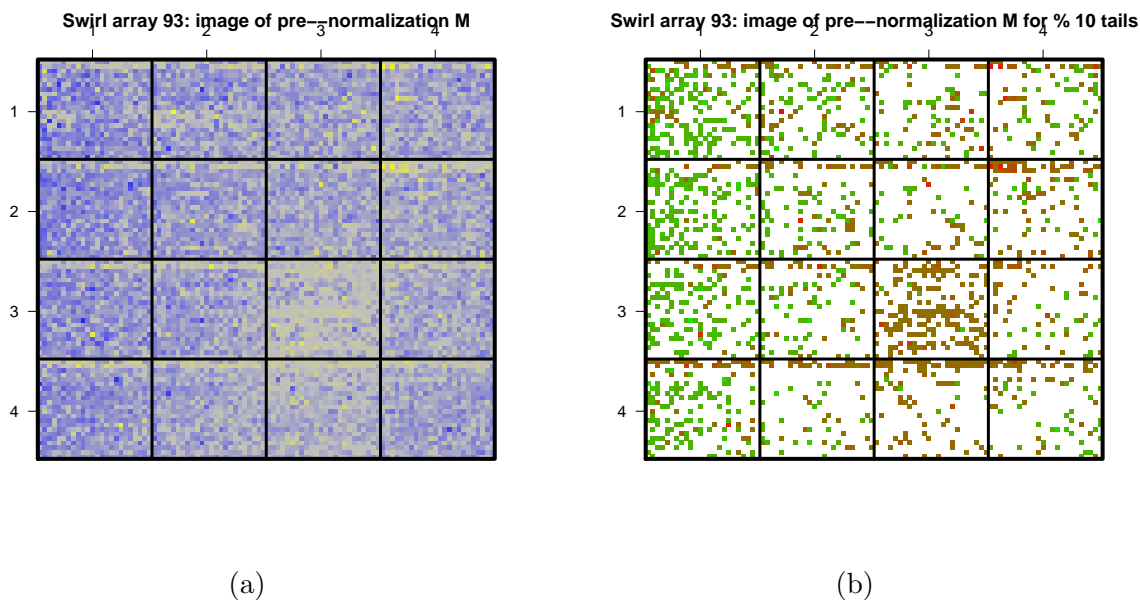 Swirl array 93: image of pre−−normalization M
1 2 3 4
1
2
3
4
(a)
Swirl array 93: image of pre−−normalization M for % 10 tails
1 2 3 4
1
2
3
4
(b)